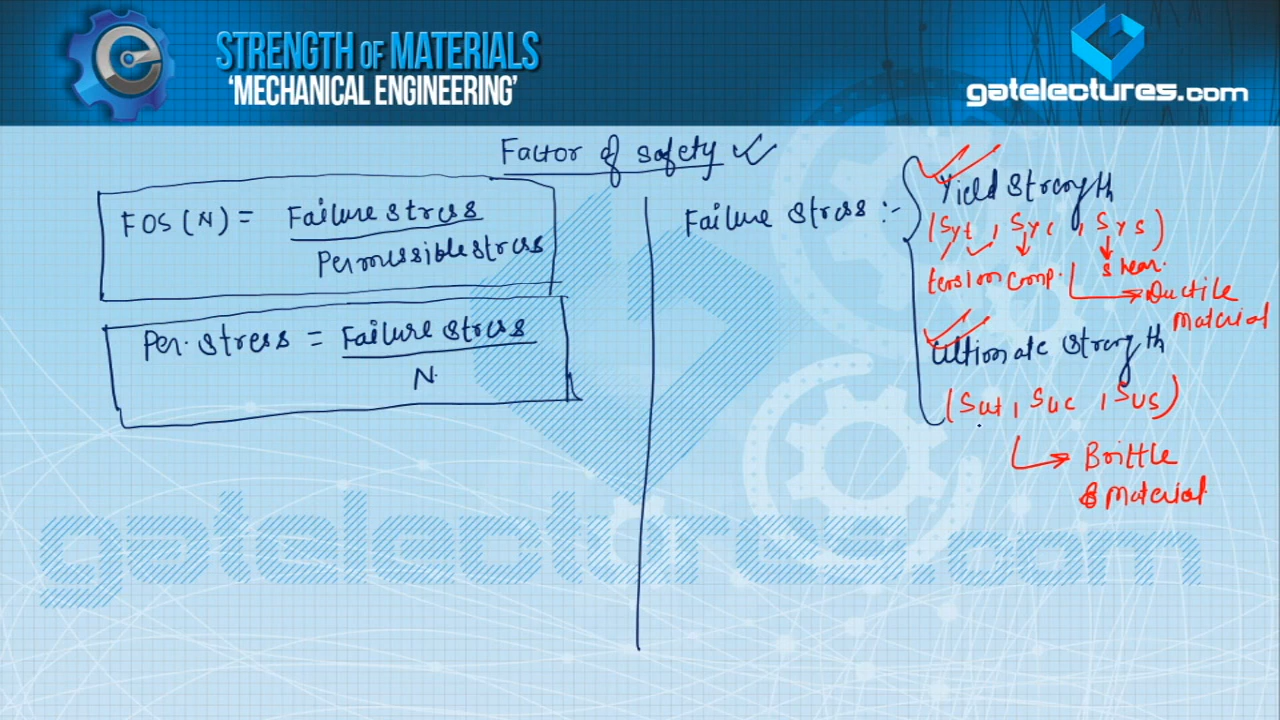 STRENGTH OF MATERIALS
'MECHANICAL ENGINEERING'
gatelectures.com
Factor of safety
FOS (N) = Failure stress
Permissible stress
Per. stress = Failure stress
N
Failure stress :-
Yield Strength
(Syt, Syc, Sys)
tension comp. shear.
Ductile
Material
Ultimate Strength
(Sut, Suc, Sus)
Brittle
Material
gatelectures.com